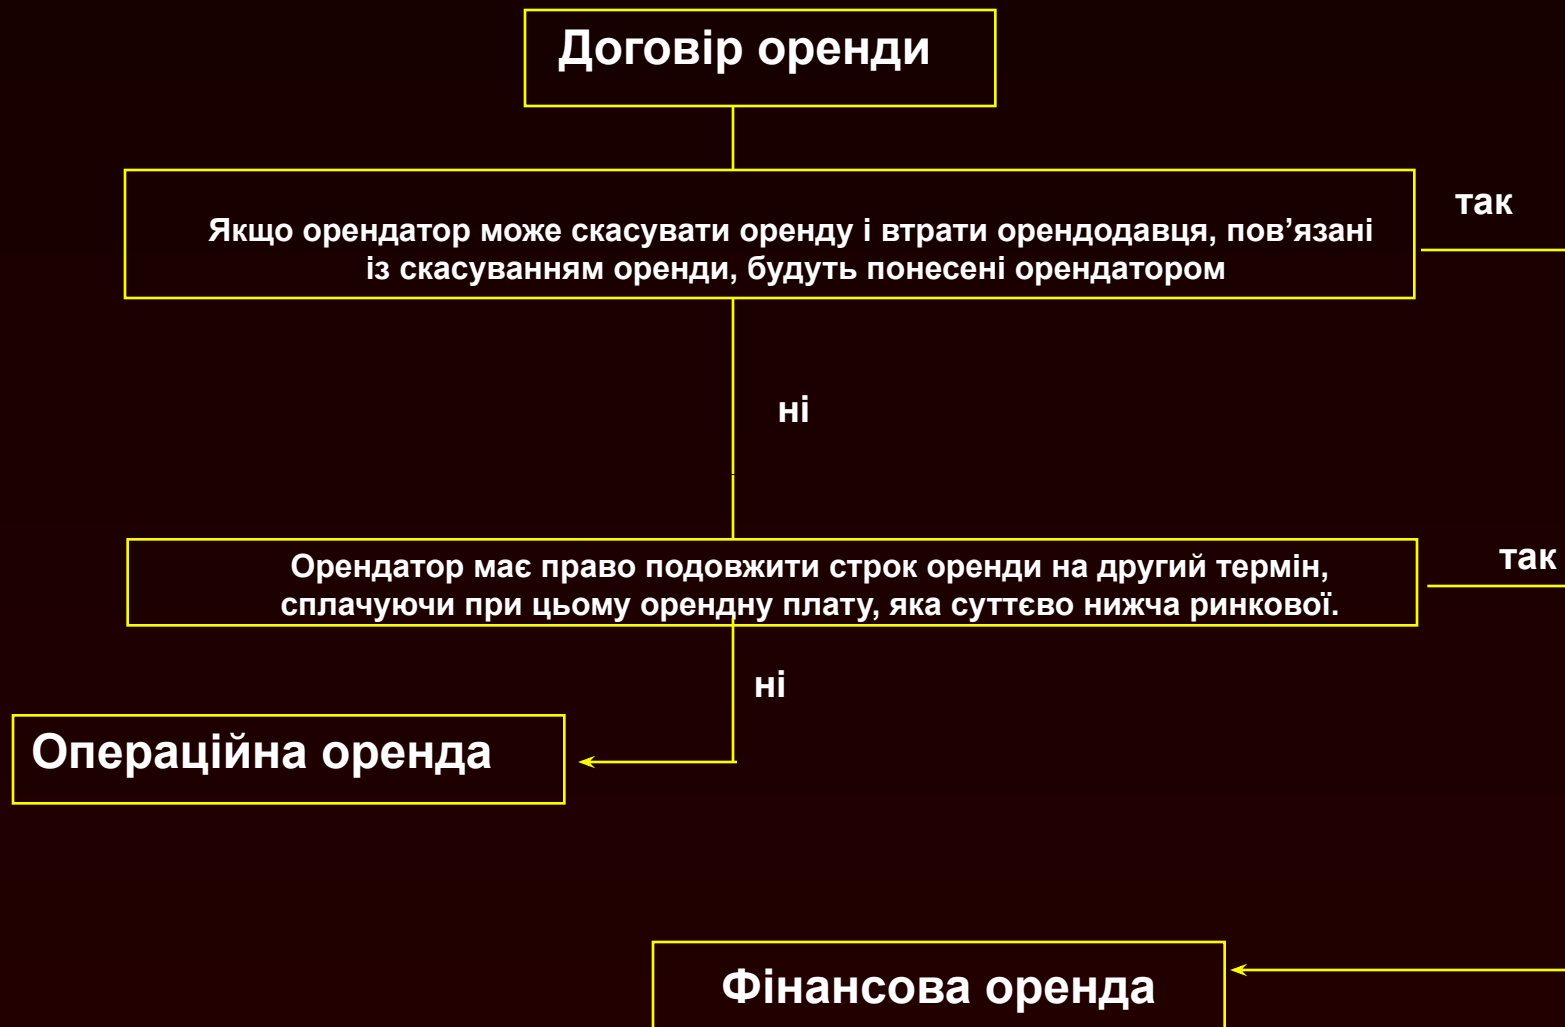 Договір оренди
так
Якщо орендатор може скасувати оренду і втрати орендодавця, пов’язані
із скасуванням оренди, будуть понесені орендатором
ні
так
Орендатор має право подовжити строк оренди на другий термін,
сплачуючи при цьому орендну плату, яка суттєво нижча ринкової.
ні
Операційна оренда
Фінансова оренда